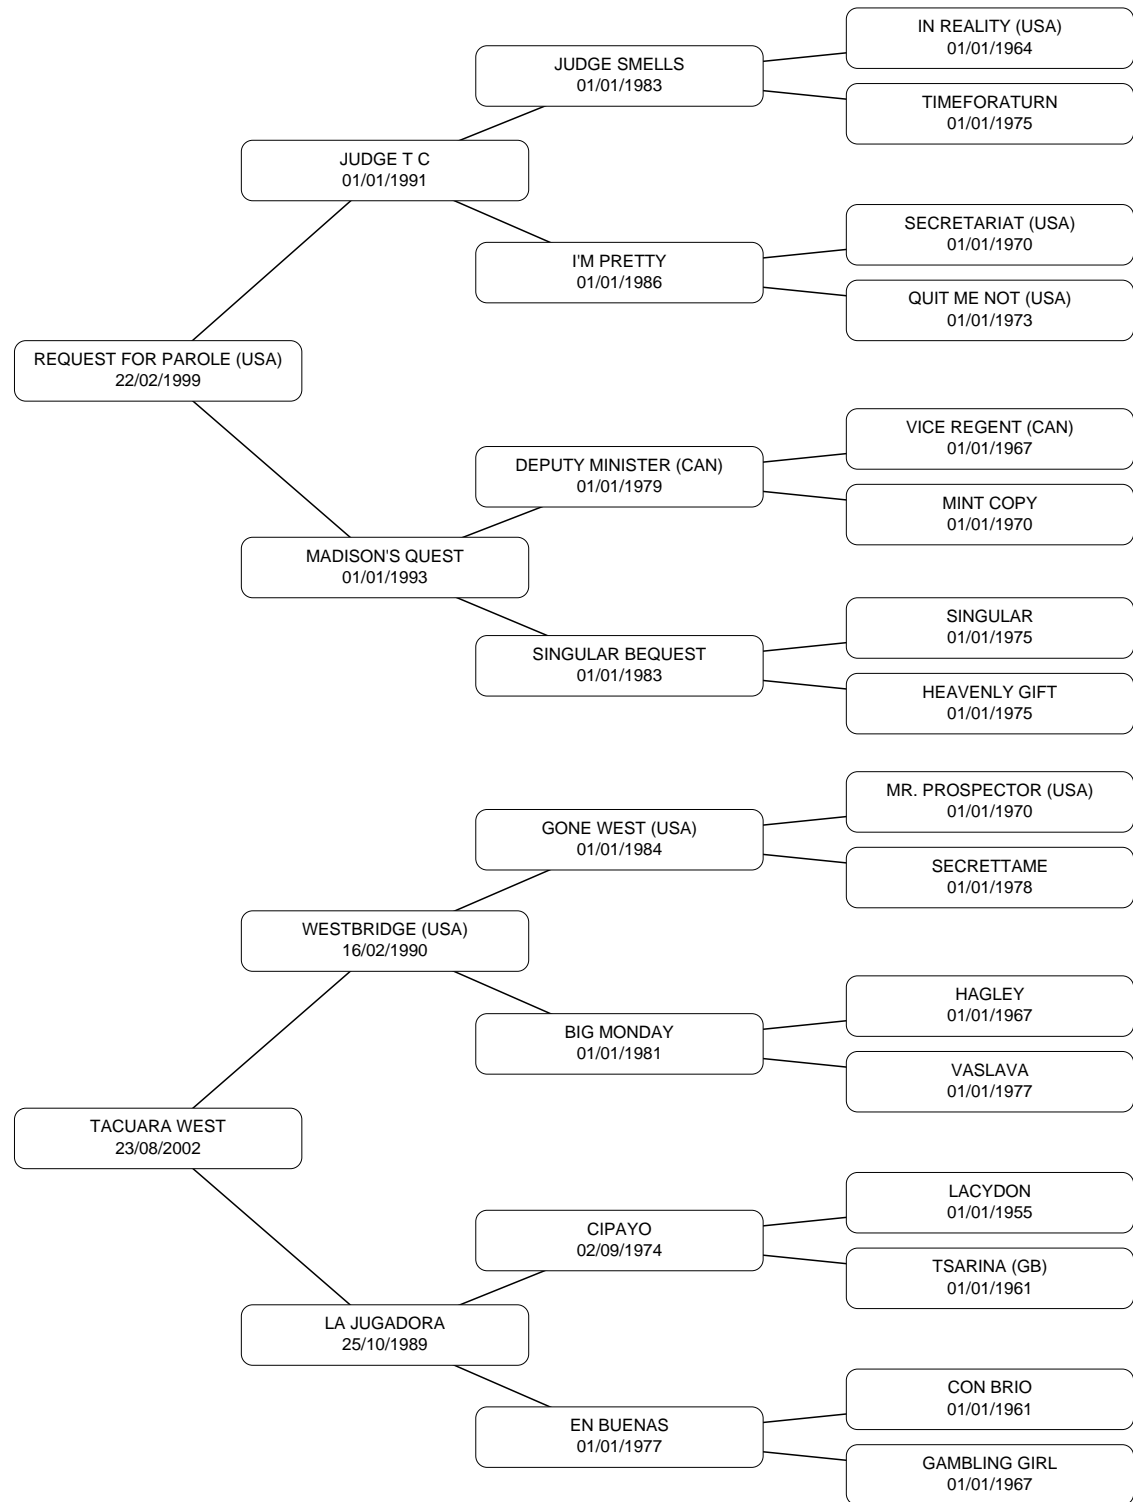 IN REALITY (USA)
01/01/1964
JUDGE SMELLS
01/01/1983
TIMEFORATURN
01/01/1975
JUDGE T C
01/01/1991
SECRETARIAT (USA)
01/01/1970
I'M PRETTY
01/01/1986
QUIT ME NOT (USA)
01/01/1973
REQUEST FOR PAROLE (USA)
22/02/1999
VICE REGENT (CAN)
01/01/1967
DEPUTY MINISTER (CAN)
01/01/1979
MINT COPY
01/01/1970
MADISON'S QUEST
01/01/1993
SINGULAR
01/01/1975
SINGULAR BEQUEST
01/01/1983
HEAVENLY GIFT
01/01/1975
MR. PROSPECTOR (USA)
01/01/1970
GONE WEST (USA)
01/01/1984
SECRETTAME
01/01/1978
WESTBRIDGE (USA)
16/02/1990
HAGLEY
01/01/1967
BIG MONDAY
01/01/1981
VASLAVA
01/01/1977
TACUARA WEST
23/08/2002
LACYDON
01/01/1955
CIPAYO
02/09/1974
TSARINA (GB)
01/01/1961
LA JUGADORA
25/10/1989
CON BRIO
01/01/1961
EN BUENAS
01/01/1977
GAMBLING GIRL
01/01/1967